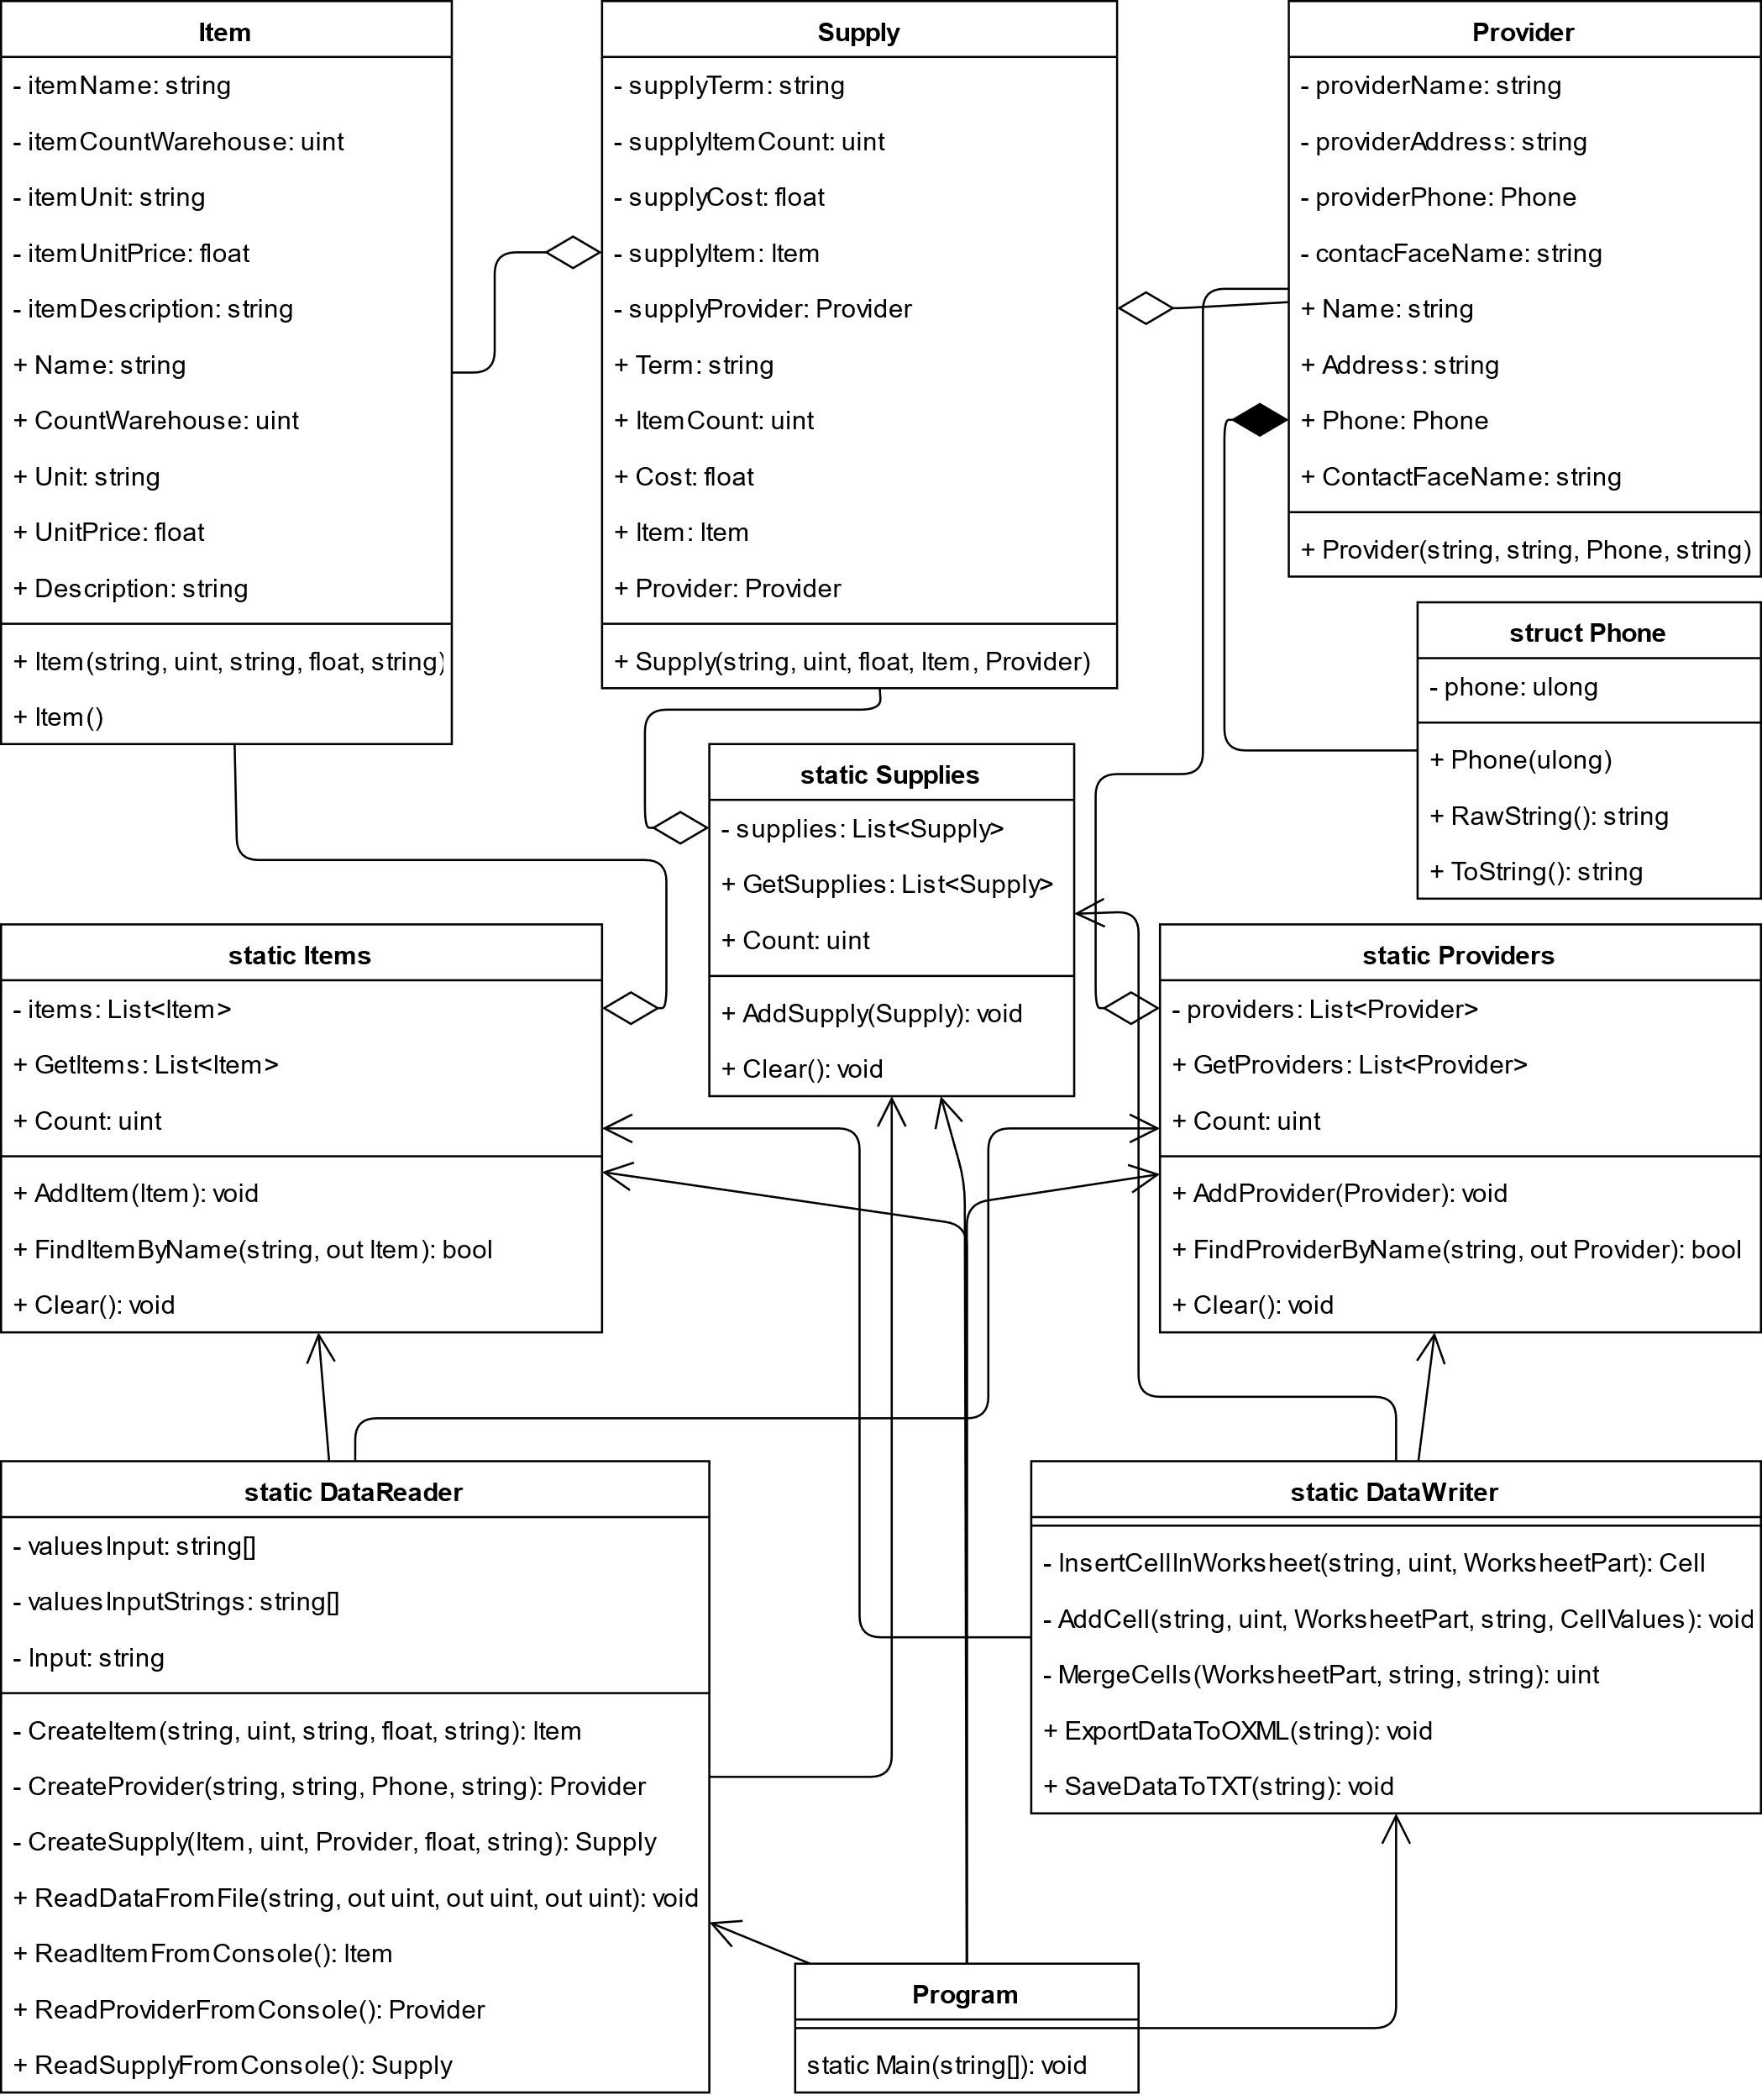 Item
- itemName: string
- itemCountWarehouse: uint
- itemUnit: string
- itemUnitPrice: float
- itemDescription: string
+ Name: string
+ CountWarehouse: uint
+ Unit: string
+ UnitPrice: float
+ Description: string
+ Item(string, uint, string, float, string)
+ Item()
Supply
- supplyTerm: string
- supplyItemCount: uint
- supplyCost: float
- supplyItem: Item
- supplyProvider: Provider
+ Term: string
+ ItemCount: uint
+ Cost: float
+ Item: Item
+ Provider: Provider
+ Supply(string, uint, float, Item, Provider)
Provider
- providerName: string
- providerAddress: string
- providerPhone: Phone
- contacFaceName: string
+ Name: string
+ Address: string
+ Phone: Phone
+ ContactFaceName: string
+ Provider(string, string, Phone, string)
struct Phone
- phone: ulong
+ Phone(ulong)
+ RawString(): string
+ ToString(): string
static Supplies
- supplies: List<Supply>
+ GetSupplies: List<Supply>
+ Count: uint
+ AddSupply(Supply): void
+ Clear(): void
static Items
- items: List<Item>
+ GetItems: List<Item>
+ Count: uint
+ AddItem(Item): void
+ FindItemByName(string, out Item): bool
+ Clear(): void
static Providers
- providers: List<Provider>
+ GetProviders: List<Provider>
+ Count: uint
+ AddProvider(Provider): void
+ FindProviderByName(string, out Provider): bool
+ Clear(): void
static DataReader
- valuesInput: string[]
- valuesInputStrings: string[]
- Input: string
- CreateItem(string, uint, string, float, string): Item
- CreateProvider(string, string, Phone, string): Provider
- CreateSupply(Item, uint, Provider, float, string): Supply
+ ReadDataFromFile(string, out uint, out uint, out uint): void
+ ReadItemFromConsole(): Item
+ ReadProviderFromConsole(): Provider
+ ReadSupplyFromConsole(): Supply
static DataWriter
- InsertCellInWorksheet(string, uint, WorksheetPart): Cell
- AddCell(string, uint, WorksheetPart, string, CellValues): void
- MergeCells(WorksheetPart, string, string): uint
+ ExportDataToOXML(string): void
+ SaveDataToTXT(string): void
Program
static Main(string[]): void